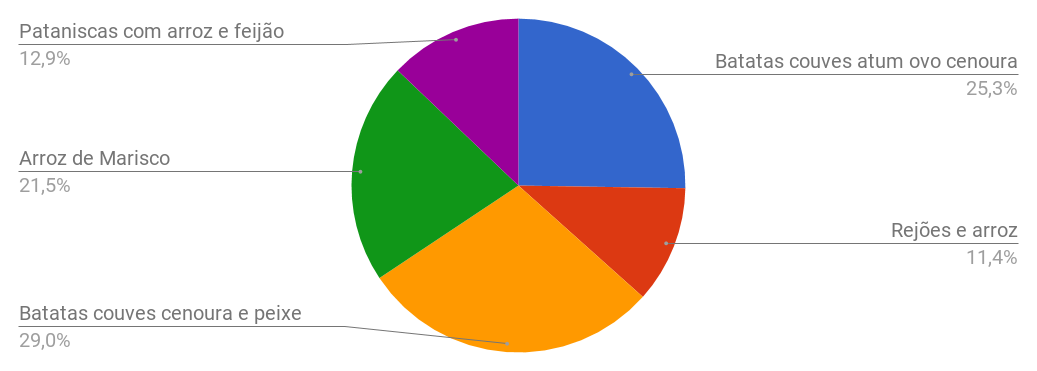 Pataniscas com arroz e feijão
12,9%
Batatas couves atum ovo cenoura
25,3%
Arroz de Marisco
21,5%
Rejões e arroz
11,4%
Batatas couves cenoura e peixe
29,0%